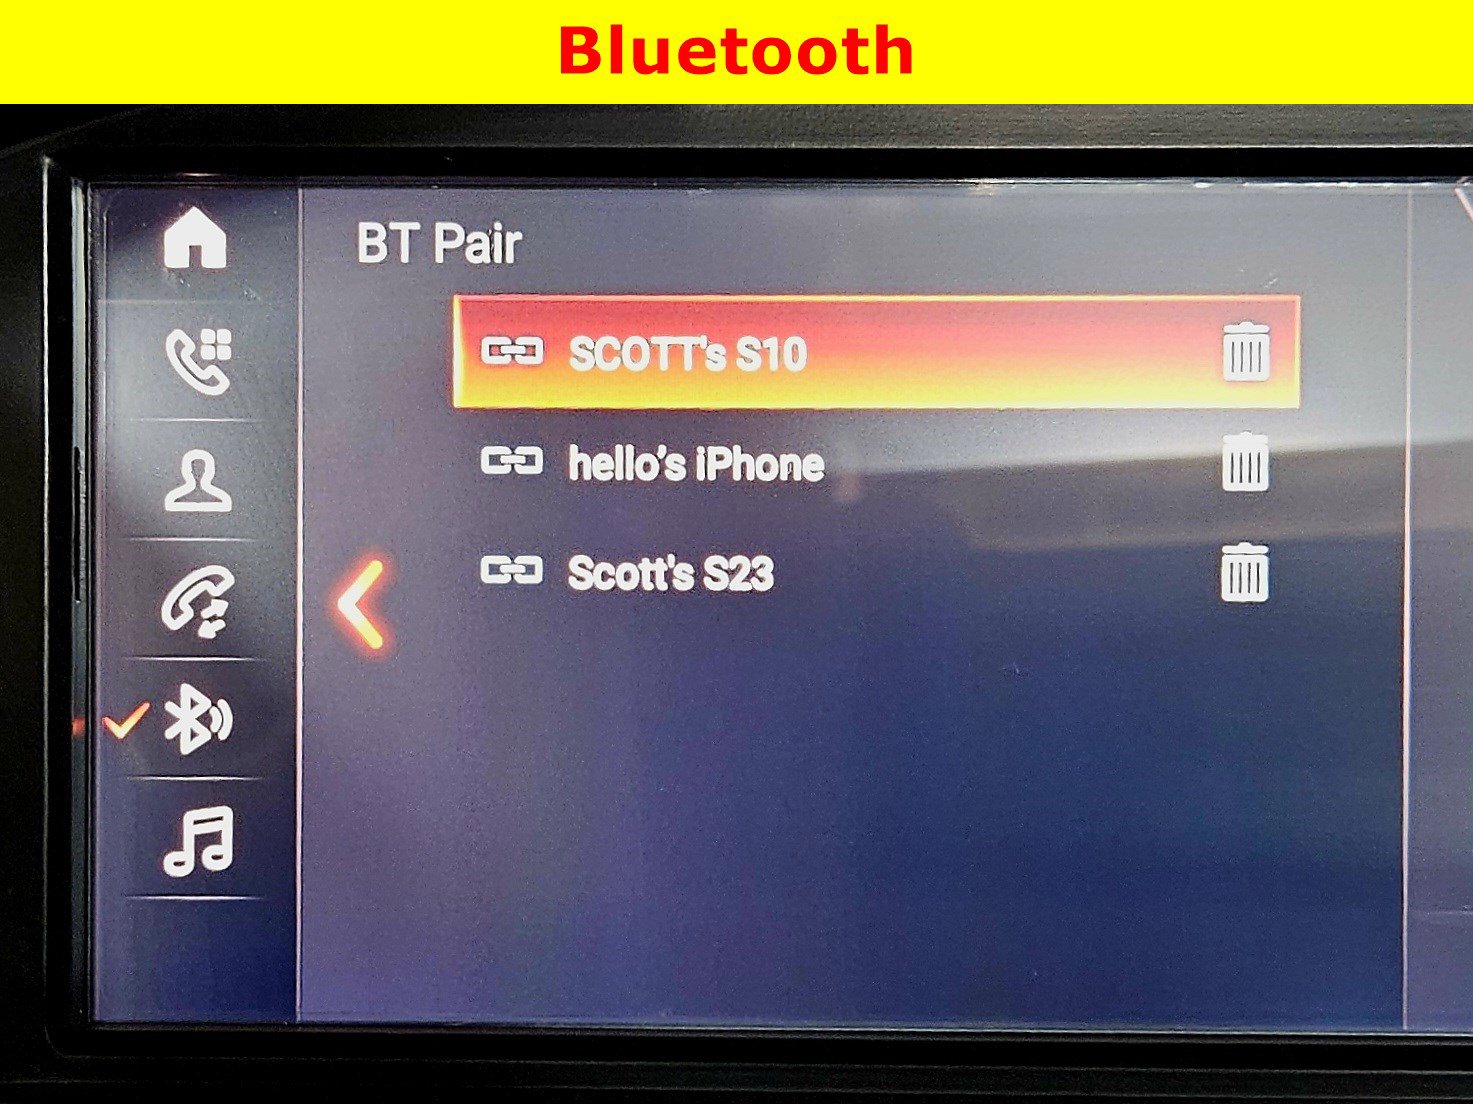 Bluetooth
BT Pair
SCOTT's S10
hello's iPhone
Scott's S23